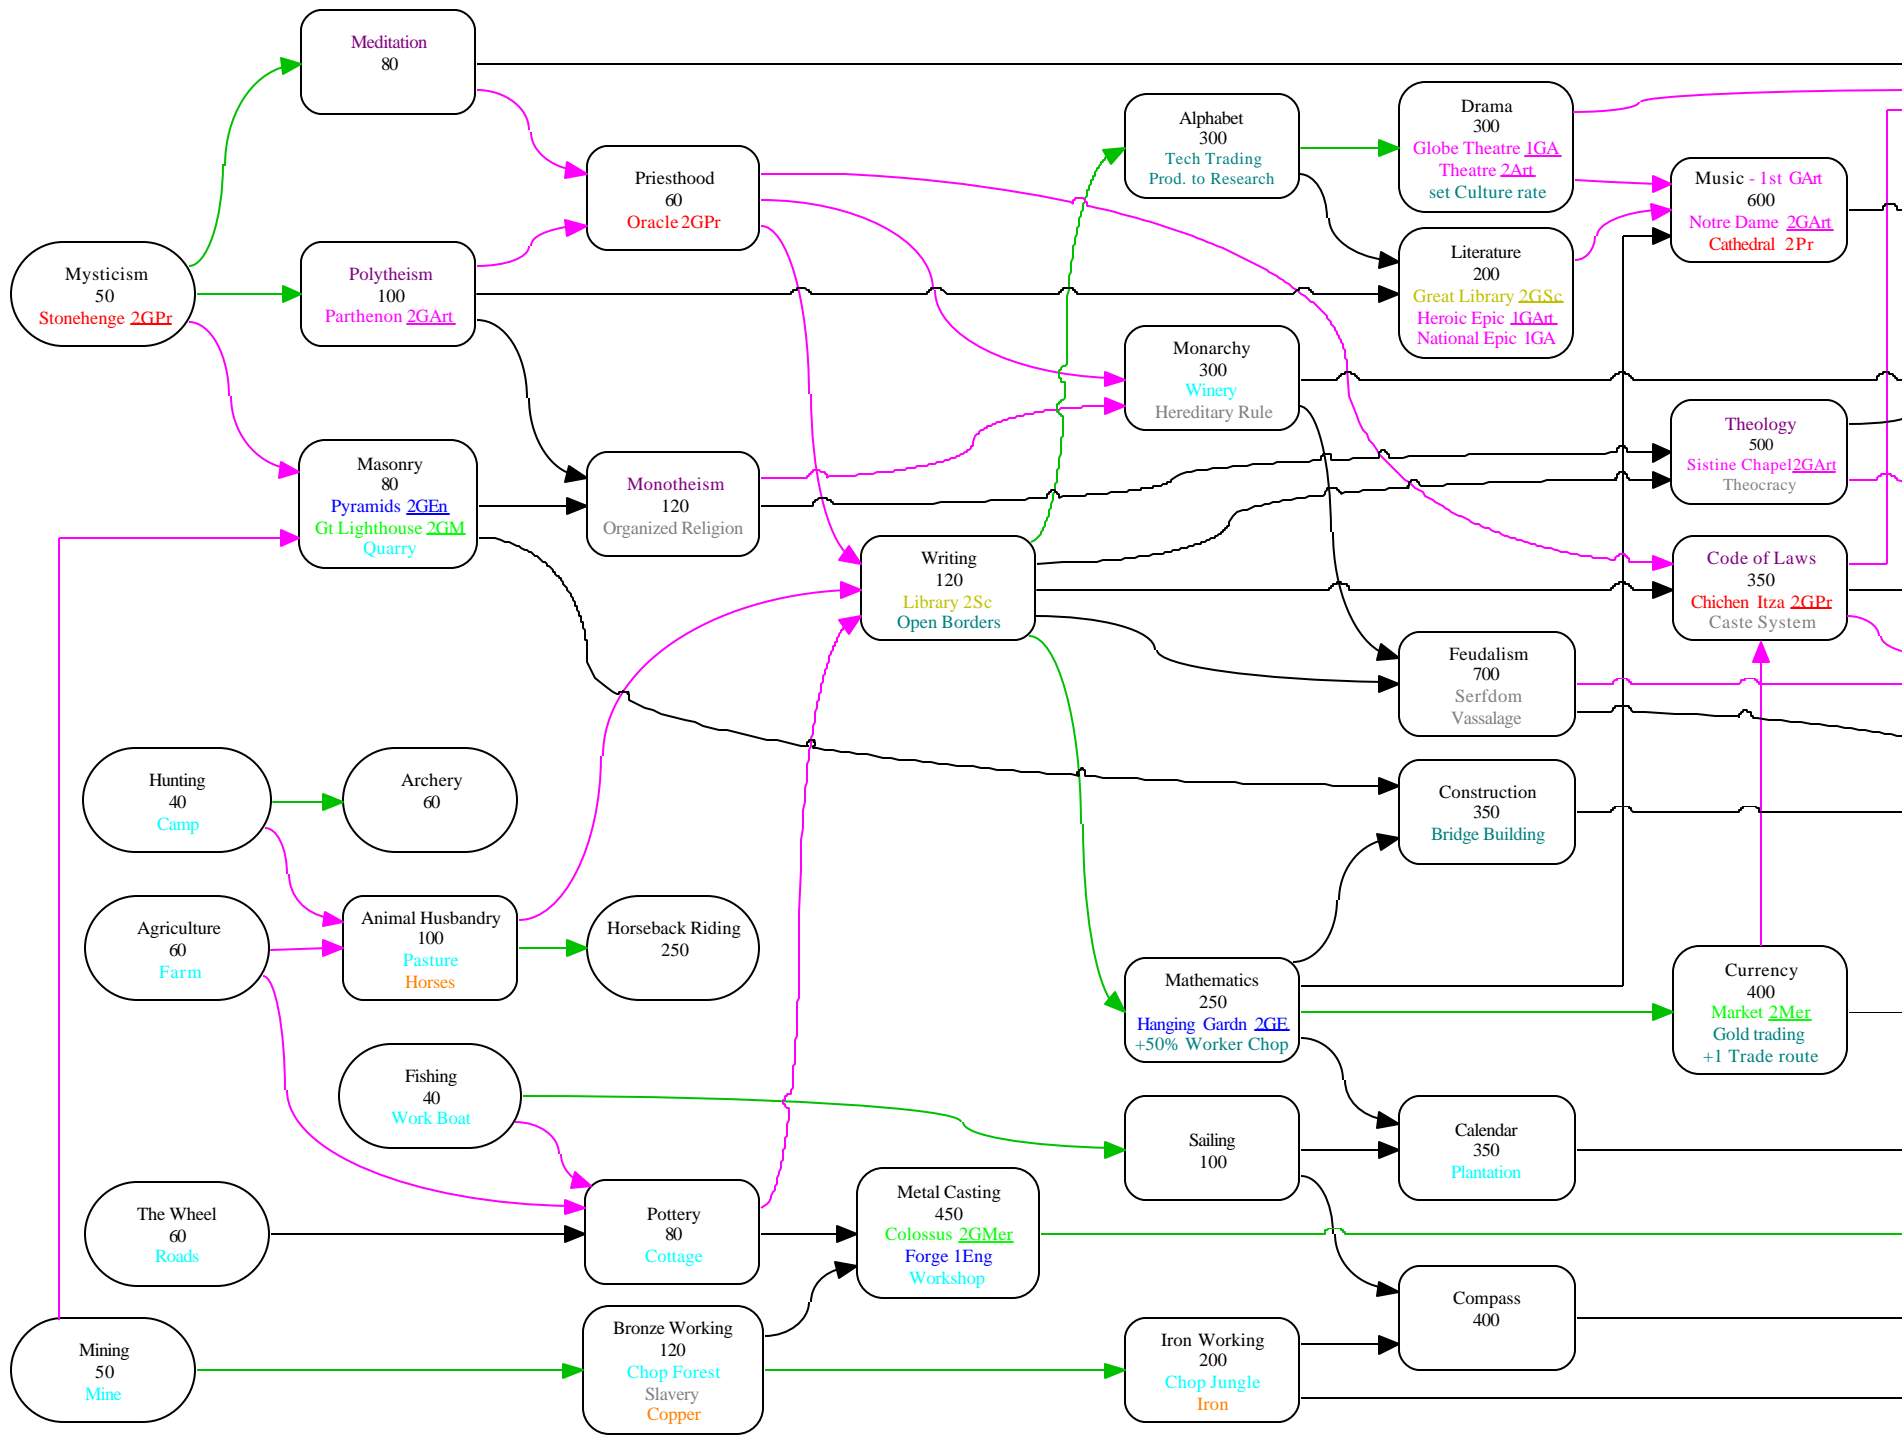 Meditation
80
Mysticism
50
Stonehenge 2GPr
Polytheism
100
Parthenon 2GArt
Masonry
80
Pyramids 2GEn
Gt Lighthouse 2GM
Quarry
Hunting
40
Camp
Archery
60
Agriculture
60
Farm
Animal Husbandry
100
Pasture
Horses
Fishing
40
Work Boat
The Wheel
60
Roads
Mining
50
Mine
Priesthood
60
Oracle 2GPr
Monotheism
120
Organized Religion
Horseback Riding
250
Pottery
80
Cottage
Bronze Working
120
Chop Forest
Slavery
Copper
Writing
120
Library 2Sc
Open Borders
Metal Casting
450
Colossus 2GMer
Forge 1Eng
Workshop
Alphabet
300
Tech Trading
Prod. to Research
Monarchy
300
Winery
Hereditary Rule
Mathematics
250
Hanging Gardn 2GE
+50% Worker Chop
Sailing
100
Iron Working
200
Chop Jungle
Iron
Drama
300
Globe Theatre 1GA
Theatre 2Art
set Culture rate
Literature
200
Great Library 2GSc
Heroic Epic 1GArt
National Epic 1GA
Feudalism
700
Serfdom
Vassalage
Construction
350
Bridge Building
Calendar
350
Plantation
Compass
400
Music - 1st GArt
600
Notre Dame 2GArt
Cathedral 2Pr
Theology
500
Sistine Chapel2GArt
Theocracy
Code of Laws
350
Chichen Itza 2GPr
Caste System
Currency
400
Market 2Mer
Gold trading
+1 Trade route